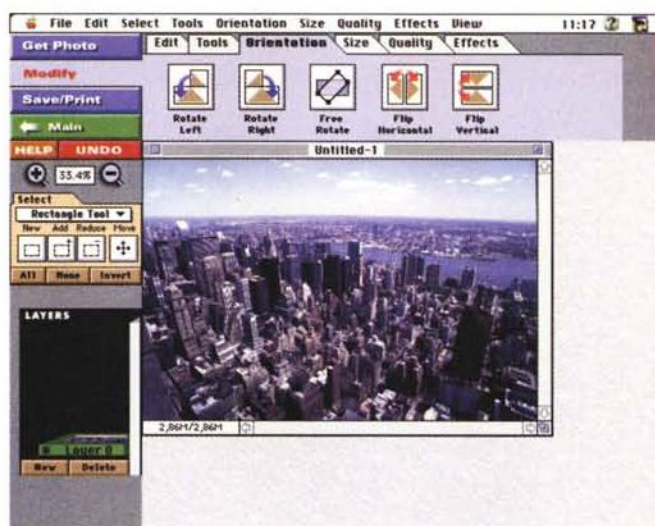 File Edit Select Tools Orientation Size Quality Effects View 11:17
Get Photo
Edit Tools Orientation Size Quality Effects
Modify
Save/Print
Main
Rotate Left
Rotate Right
Free Rotate
Flip Horizontal
Flip Vertical
HELP UNDO
Untitled-1
33.4%
Select
Rectangle Tool
New Add Reduce Move
All None Invert
LAYERS
Layer 0
New Delete
2,86M/2,86M